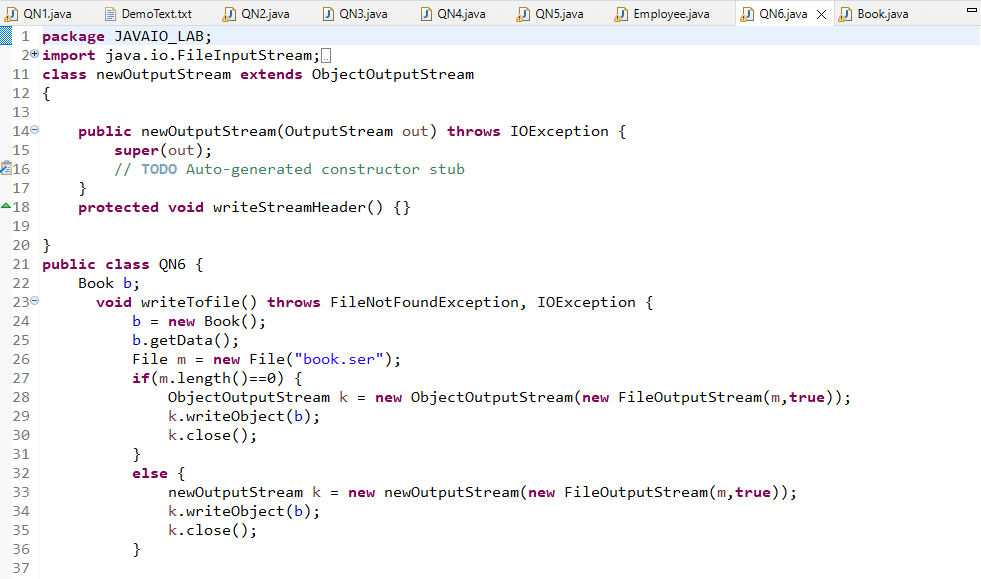 QN1.java DemoText.txt QN2.java QN3.java QN4.java QN5.java Employee.java QN6.java Book.java
1 package JAVAIO_LAB;
2 import java.io.FileInputStream;
11 class newOutputStream extends ObjectOutputStream
12 {
13
14 public newOutputStream(OutputStream out) throws IOException {
15 super(out);
16 // TODO Auto-generated constructor stub
17 }
18 protected void writeStreamHeader() {}
19
20 }
21 public class QN6 {
22 Book b;
23 void writeTofile() throws FileNotFoundException, IOException {
24 b = new Book();
25 b.getData();
26 File m = new File("book.ser");
27 if(m.length()==0) {
28 ObjectOutputStream k = new ObjectOutputStream(new FileOutputStream(m,true));
29 k.writeObject(b);
30 k.close();
31 }
32 else {
33 newOutputStream k = new newOutputStream(new FileOutputStream(m,true));
34 k.writeObject(b);
35 k.close();
36 }
37